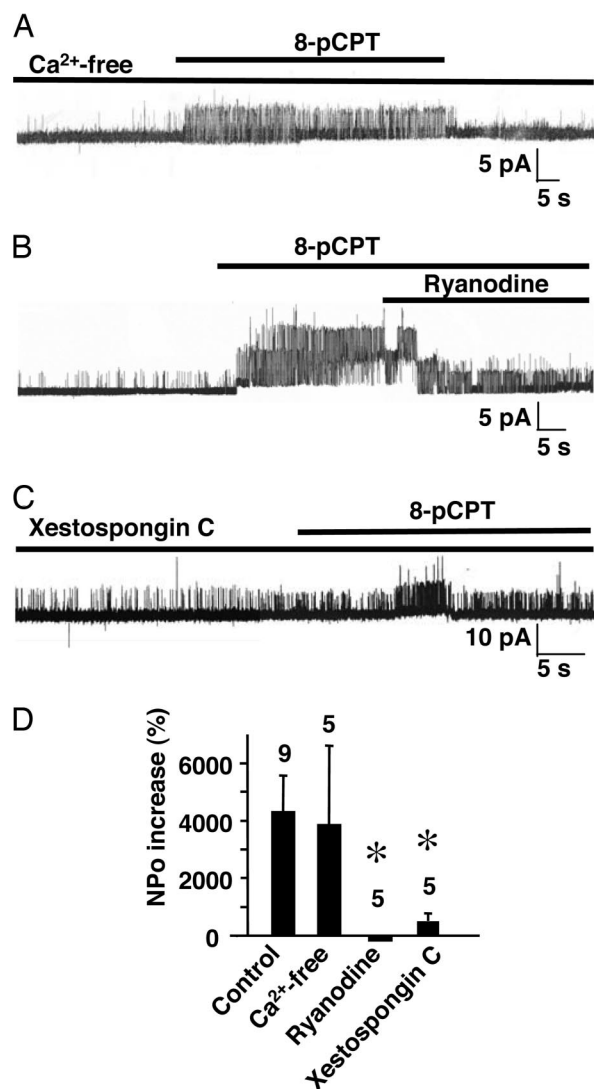 A
8-pCPT
Ca²⁺-free
5 pA
5 s
B
8-pCPT
Ryanodine
5 pA
5 s
C
Xestospongin C
8-pCPT
10 pA
5 s
D
NPo increase (%)
6000
4000
2000
0
9
5
*
5
*
5
Control
Ca²⁺-free
Ryanodine
Xestospongin C